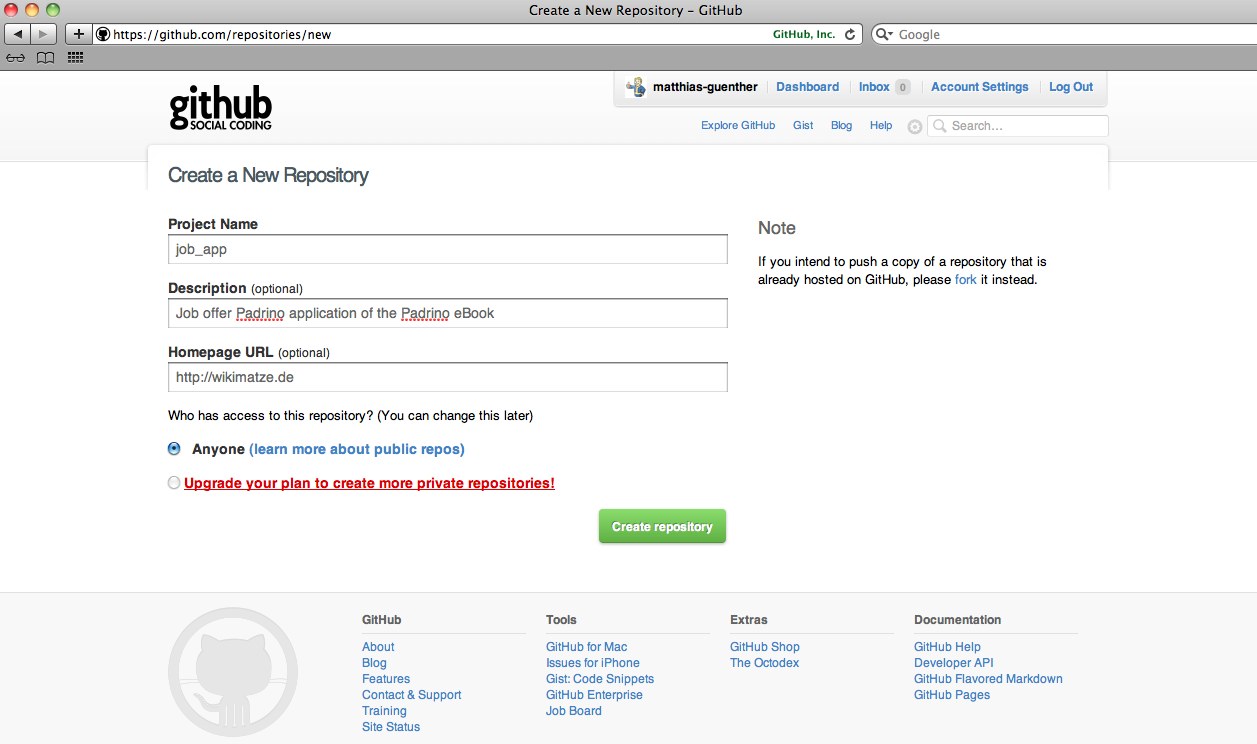 Create a New Repository – GitHub
https://github.com/repositories/new GitHub, Inc. Google
github
SOCIAL CODING
matthias-guenther Dashboard Inbox 0 Account Settings Log Out
Explore GitHub Gist Blog Help Search...
Create a New Repository
Project Name
job_app
Description (optional)
Job offer Padrino application of the Padrino eBook
Homepage URL (optional)
http://wikimatze.de
Who has access to this repository? (You can change this later)
Anyone (learn more about public repos)
Upgrade your plan to create more private repositories!
Create repository
Note
If you intend to push a copy of a repository that is
already hosted on GitHub, please fork it instead.
GitHub
About
Blog
Features
Contact & Support
Training
Site Status
Tools
GitHub for Mac
Issues for iPhone
Gist: Code Snippets
GitHub Enterprise
Job Board
Extras
GitHub Shop
The Octodex
Documentation
GitHub Help
Developer API
GitHub Flavored Markdown
GitHub Pages